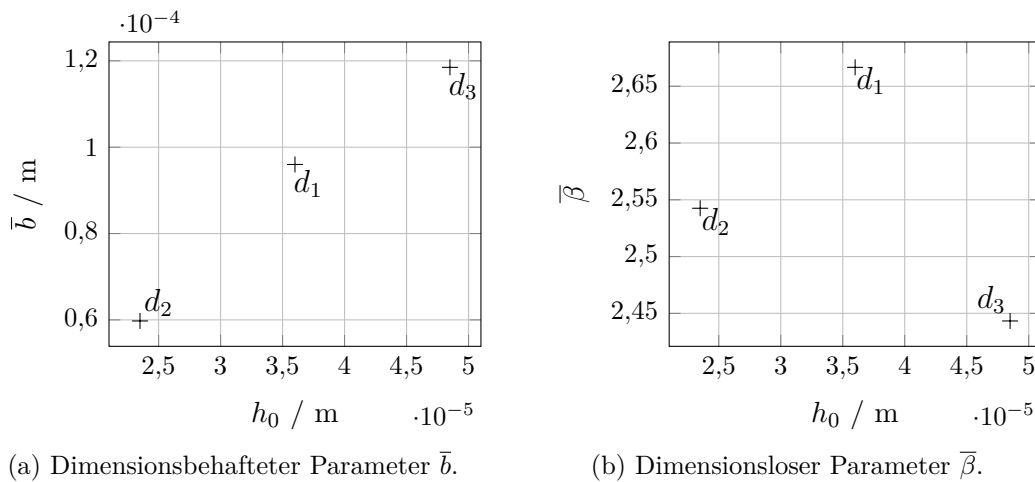 ·10⁻⁴
1,2
1
0,8
0,6
b̅ / m
d₃
d₁
d₂
2,5 3 3,5 4 4,5 5
h₀ / m ·10⁻⁵
(a) Dimensionsbehafteter Parameter b̅.
2,65
2,6
2,55
2,5
2,45
β̅
d₁
d₂
d₃
2,5 3 3,5 4 4,5 5
h₀ / m ·10⁻⁵
(b) Dimensionsloser Parameter β̅.